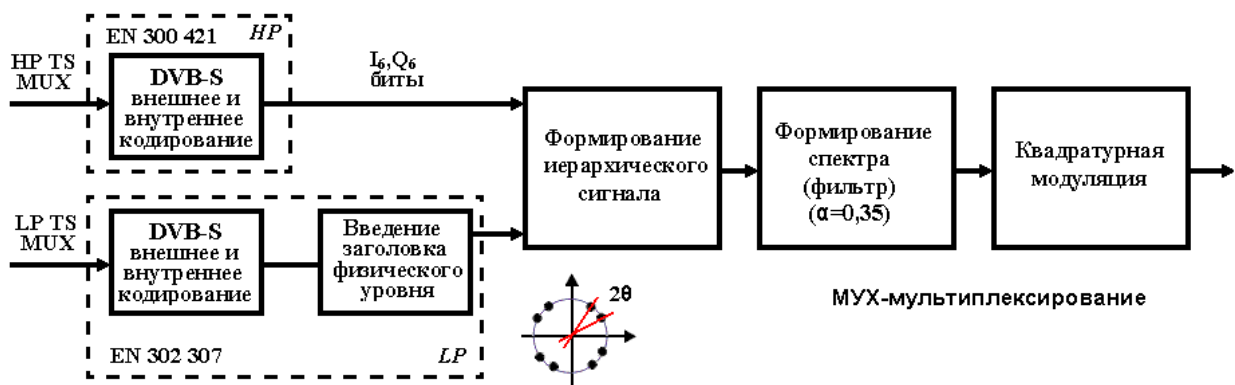 EN 300 421
HP
HP TS
MUX
DVB-S
внешнее и
внутреннее
кодирование
I₆,Q₆
биты
Формирование
иерархического
сигнала
Формирование
спектра
(фильтр)
(α=0,35)
Квадратурная
модуляция
LP TS
MUX
DVB-S
внешнее и
внутреннее
кодирование
Введение
заголовка
физического
уровня
EN 302 307
LP
2θ
МУХ-мультиплексирование